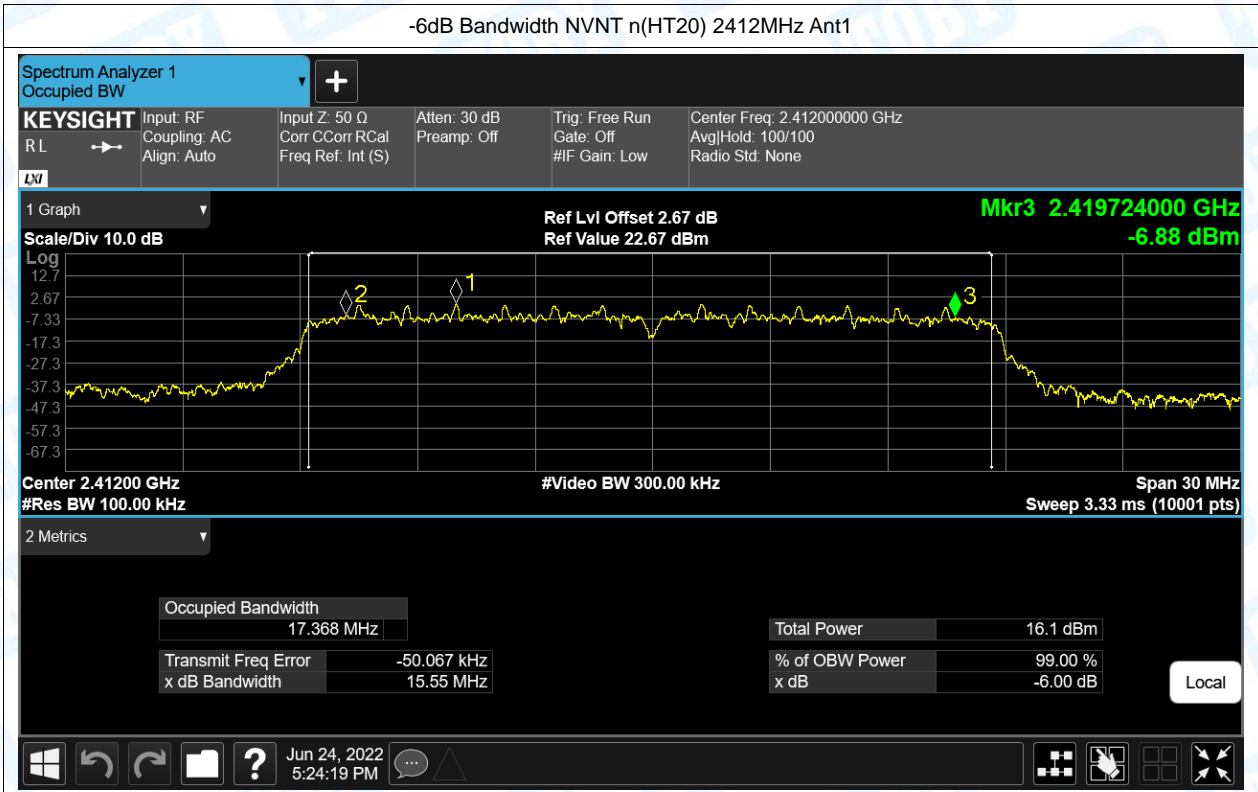 -6dB Bandwidth NVNT n(HT20) 2412MHz Ant1
Spectrum Analyzer 1
Occupied BW
KEYSIGHT
RL
LXI
Input: RF
Coupling: AC
Align: Auto
Input Z: 50 Ω
Corr CCorr RCal
Freq Ref: Int (S)
Atten: 30 dB
Preamp: Off
Trig: Free Run
Gate: Off
#IF Gain: Low
Center Freq: 2.412000000 GHz
Avg|Hold: 100/100
Radio Std: None
1 Graph
Scale/Div 10.0 dB
Ref Lvl Offset 2.67 dB
Ref Value 22.67 dBm
Mkr3 2.419724000 GHz
-6.88 dBm
Log
12.7
2.67
-7.33
-17.3
-27.3
-37.3
-47.3
-57.3
-67.3
2
1
3
Center 2.41200 GHz
#Video BW 300.00 kHz
Span 30 MHz
#Res BW 100.00 kHz
Sweep 3.33 ms (10001 pts)
2 Metrics
Occupied Bandwidth
17.368 MHz
Total Power 16.1 dBm
Transmit Freq Error -50.067 kHz
% of OBW Power 99.00 %
x dB Bandwidth 15.55 MHz
x dB -6.00 dB
Local
Jun 24, 2022
5:24:19 PM